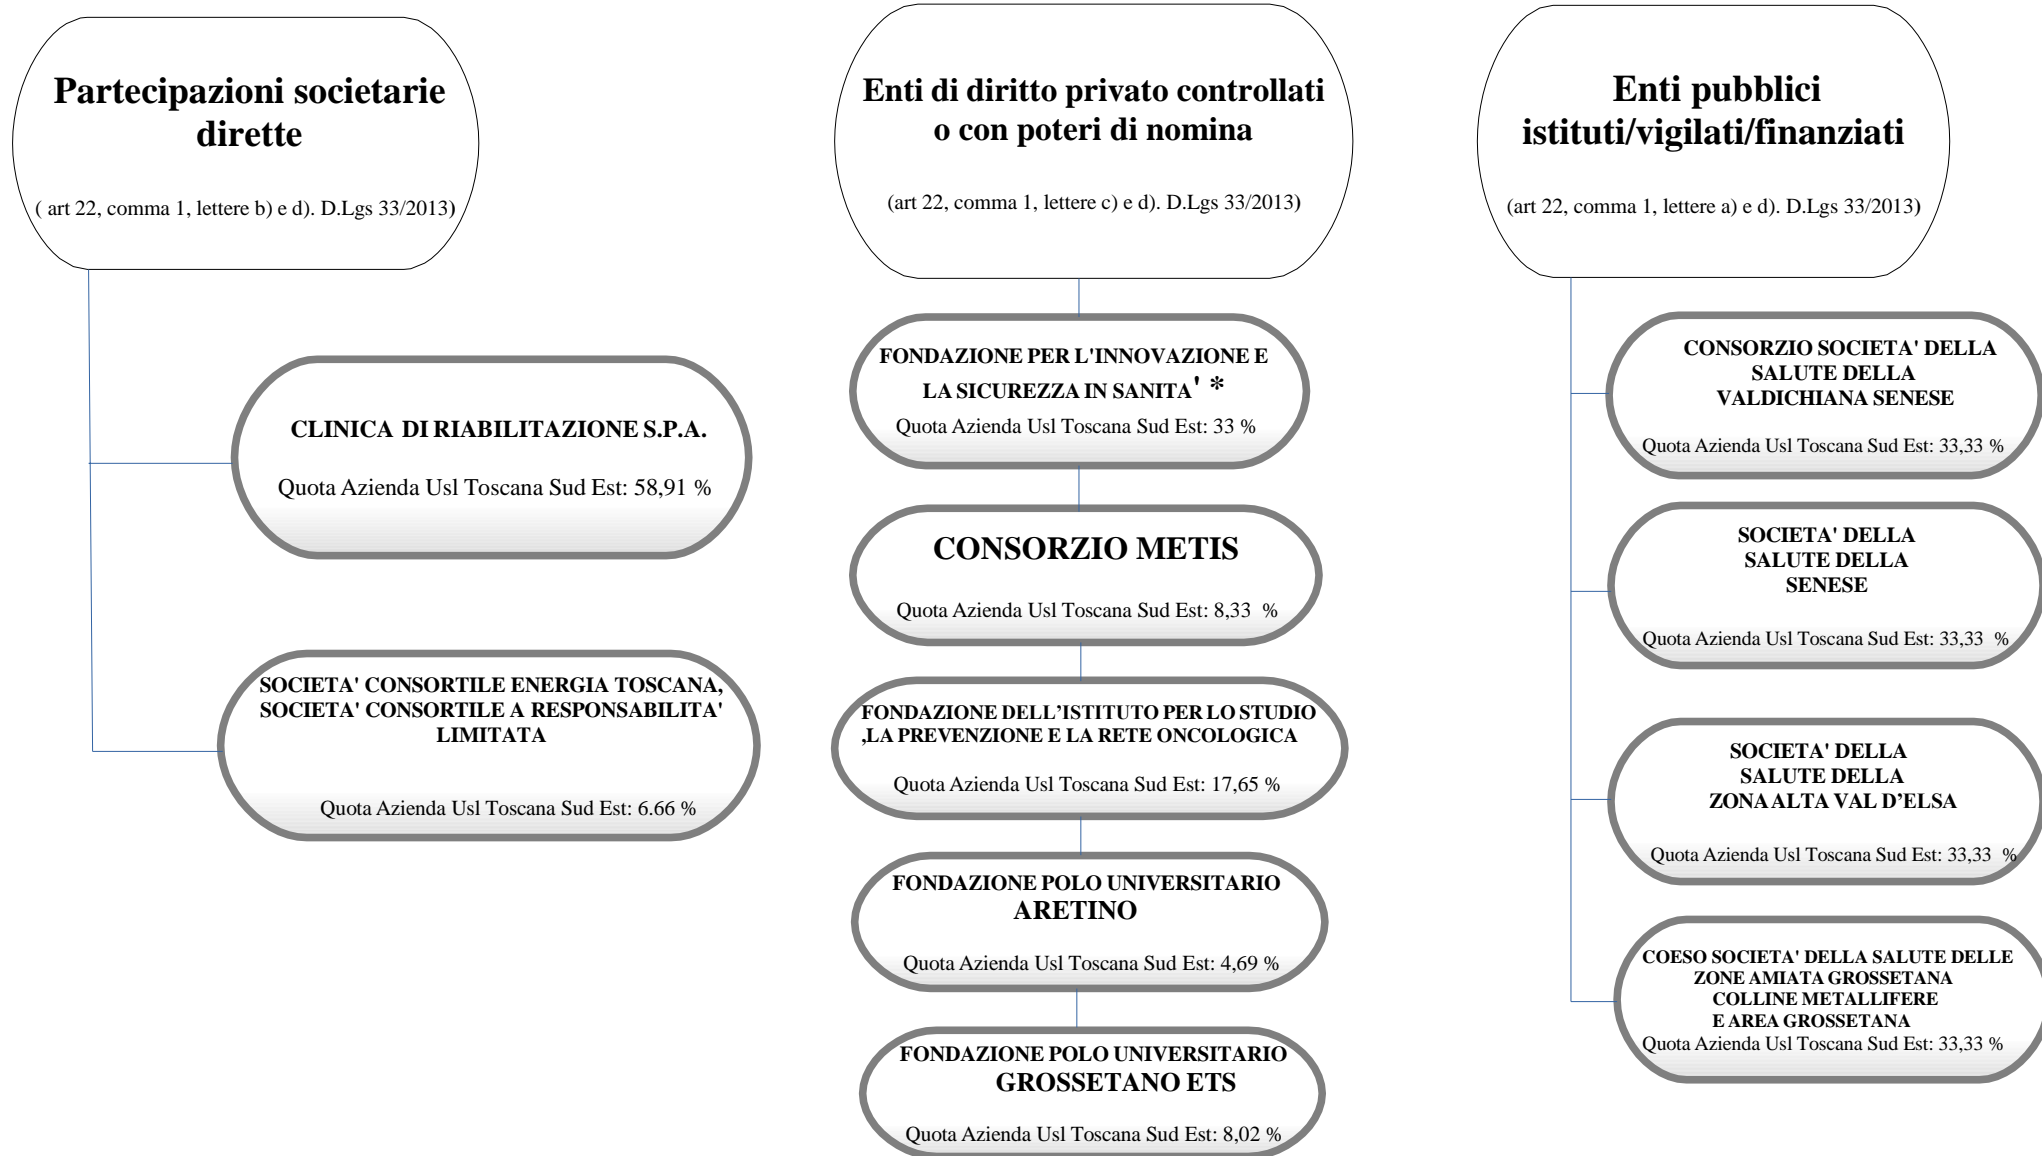 Partecipazioni societarie
dirette
( art 22, comma 1, lettere b) e d). D.Lgs 33/2013)
CLINICA DI RIABILITAZIONE S.P.A.
Quota Azienda Usl Toscana Sud Est: 58,91 %
SOCIETA' CONSORTILE ENERGIA TOSCANA,
SOCIETA' CONSORTILE A RESPONSABILITA'
LIMITATA
Quota Azienda Usl Toscana Sud Est: 6.66 %
Enti di diritto privato controllati
o con poteri di nomina
(art 22, comma 1, lettere c) e d). D.Lgs 33/2013)
FONDAZIONE PER L'INNOVAZIONE E
LA SICUREZZA IN SANITA' *
Quota Azienda Usl Toscana Sud Est: 33 %
CONSORZIO METIS
Quota Azienda Usl Toscana Sud Est: 8,33 %
FONDAZIONE DELL’ISTITUTO PER LO STUDIO
,LA PREVENZIONE E LA RETE ONCOLOGICA
Quota Azienda Usl Toscana Sud Est: 17,65 %
FONDAZIONE POLO UNIVERSITARIO
ARETINO
Quota Azienda Usl Toscana Sud Est: 4,69 %
FONDAZIONE POLO UNIVERSITARIO
GROSSETANO ETS
Quota Azienda Usl Toscana Sud Est: 8,02 %
Enti pubblici
istituti/vigilati/finanziati
(art 22, comma 1, lettere a) e d). D.Lgs 33/2013)
CONSORZIO SOCIETA' DELLA
SALUTE DELLA
VALDICHIANA SENESE
Quota Azienda Usl Toscana Sud Est: 33,33 %
SOCIETA' DELLA
SALUTE DELLA
SENESE
Quota Azienda Usl Toscana Sud Est: 33,33 %
SOCIETA' DELLA
SALUTE DELLA
ZONA ALTA VAL D’ELSA
Quota Azienda Usl Toscana Sud Est: 33,33 %
COESO SOCIETA' DELLA SALUTE DELLE
ZONE AMIATA GROSSETANA
COLLINE METALLIFERE
E AREA GROSSETANA
Quota Azienda Usl Toscana Sud Est: 33,33 %